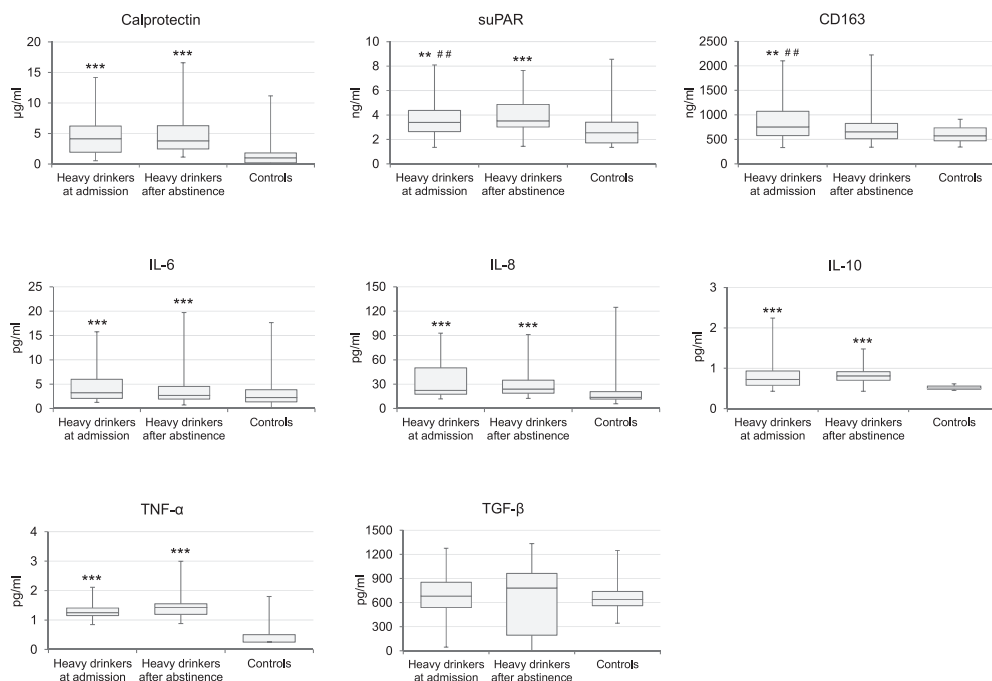 Calprotectin
20
15
10
5
0
µg/ml
***
***
Heavy drinkers
at admission
Heavy drinkers
after abstinence
Controls
suPAR
10
8
6
4
2
0
ng/ml
** ##
***
Heavy drinkers
at admission
Heavy drinkers
after abstinence
Controls
CD163
2500
2000
1500
1000
500
0
ng/ml
** ##
Heavy drinkers
at admission
Heavy drinkers
after abstinence
Controls
IL-6
25
20
15
10
5
0
pg/ml
***
***
Heavy drinkers
at admission
Heavy drinkers
after abstinence
Controls
IL-8
150
120
90
60
30
0
pg/ml
***
***
Heavy drinkers
at admission
Heavy drinkers
after abstinence
Controls
IL-10
3
2
1
0
pg/ml
***
***
Heavy drinkers
at admission
Heavy drinkers
after abstinence
Controls
TNF-α
4
3
2
1
0
pg/ml
***
***
Heavy drinkers
at admission
Heavy drinkers
after abstinence
Controls
TGF-β
1500
1200
900
600
300
0
pg/ml
Heavy drinkers
at admission
Heavy drinkers
after abstinence
Controls